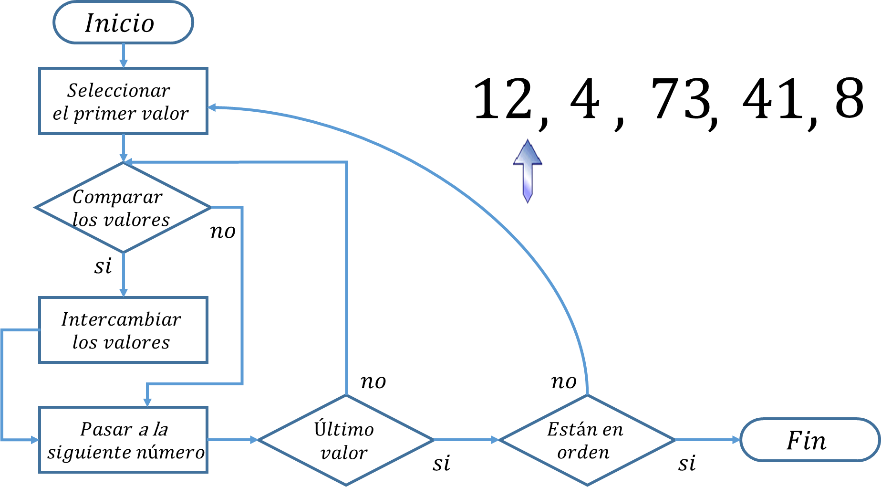 Inicio
Seleccionar
el primer valor
12, 4 , 73, 41, 8
Comparar
los valores
no
si
Intercambiar
los valores
no
no
Pasar a la
siguiente número
Último
valor
si
Están en
orden
si
Fin